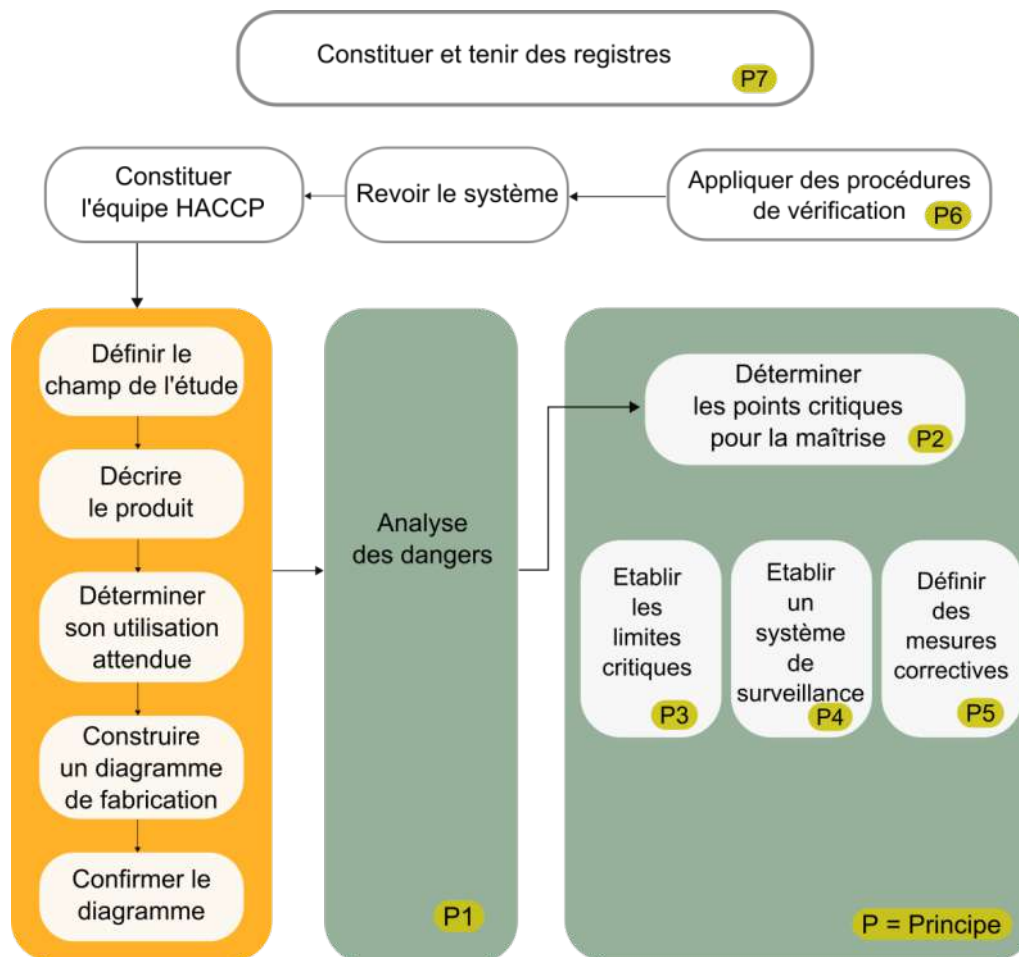 Constituer et tenir des registres
P7
Constituer
l'équipe HACCP
Revoir le système
Appliquer des procédures
de vérification
P6
Définir le
champ de l'étude
Décrire
le produit
Déterminer
son utilisation
attendue
Construire
un diagramme
de fabrication
Confirmer le
diagramme
Analyse
des dangers
P1
Déterminer
les points critiques
pour la maîtrise
P2
Etablir
les
limites
critiques
P3
Etablir
un
système
de
surveillance
P4
Définir
des
mesures
correctives
P5
P = Principe